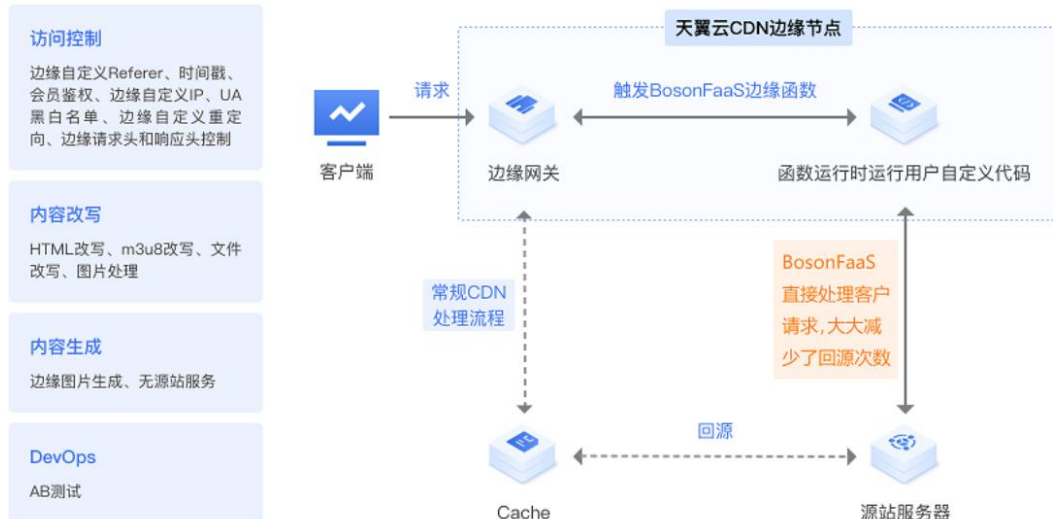 访问控制
边缘自定义Referer、时间戳、
会员鉴权、边缘自定义IP、UA
黑白名单、边缘自定义重定
向、边缘请求头和响应头控制
内容改写
HTML改写、m3u8改写、文件
改写、图片处理
内容生成
边缘图片生成、无源站服务
DevOps
AB测试
天翼云CDN边缘节点
请求
触发BosonFaaS边缘函数
客户端
边缘网关
函数运行时运行用户自定义代码
常规CDN
处理流程
BosonFaaS
直接处理客户
请求,大大减
少了回源次数
回源
Cache
源站服务器